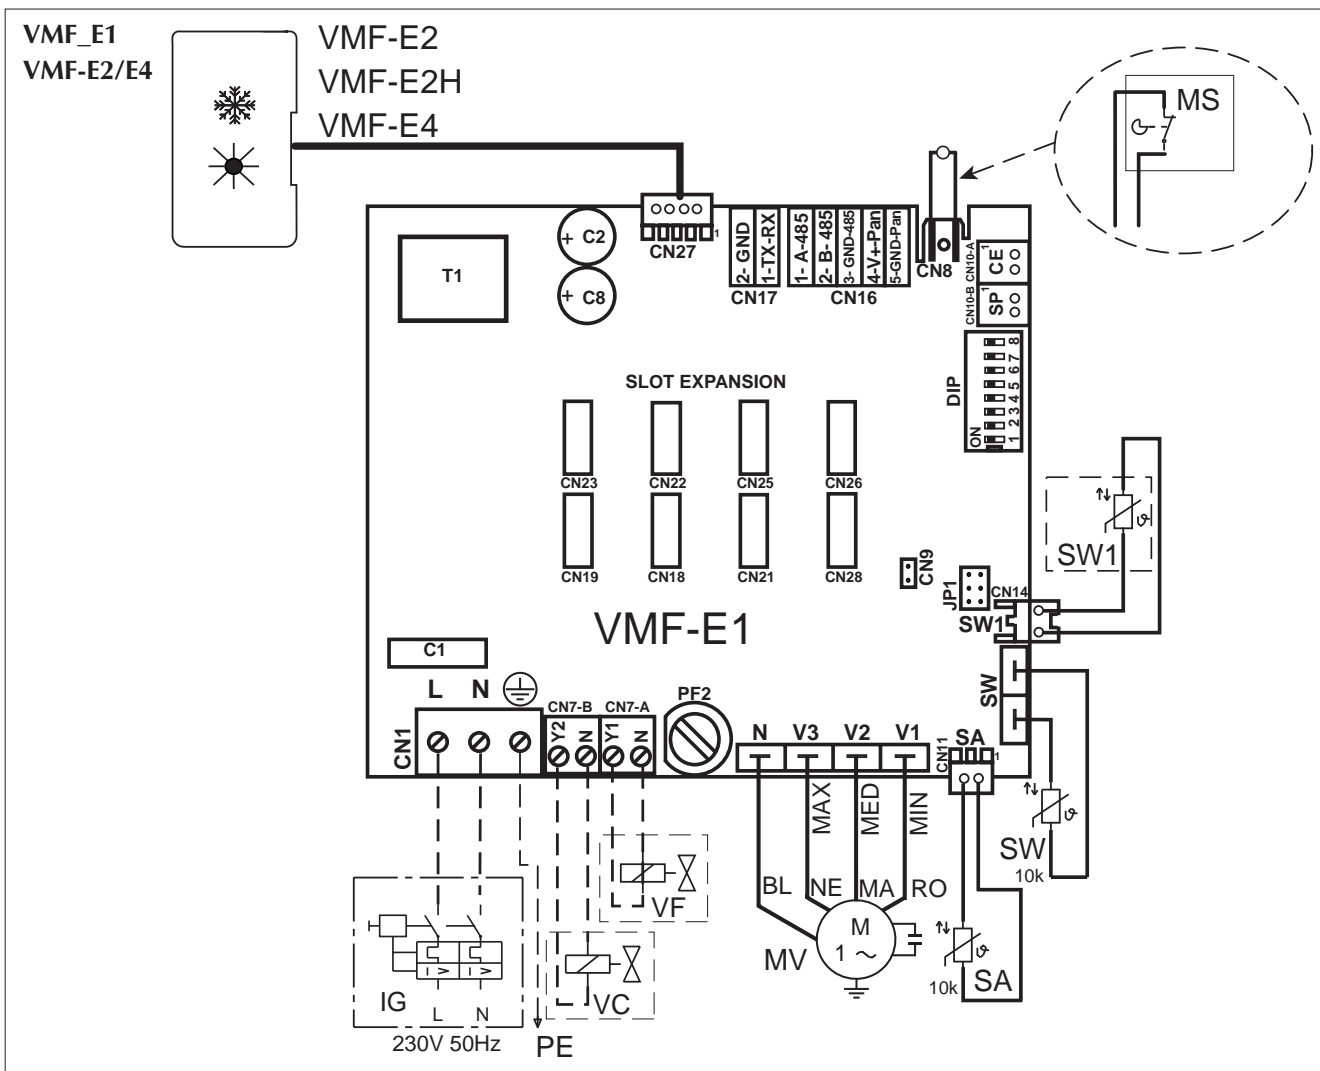 VMF_E1
VMF-E2/E4
VMF-E2
VMF-E2H
VMF-E4
MS
T1
+ C2
+ C8
1
CN27
2- GND
1-TX-RX
CN17
1- A-485
2- B- 485
3- GND-485
4-V+-Pan
5-GND-Pan
CN16
CN8
CN10-A
1
CE
CN10-B
1
SP
DIP
ON
1 2 3 4 5 6 7 8
SLOT EXPANSION
CN23
CN22
CN25
CN26
CN19
CN18
CN21
CN28
CN9
JP1
CN14
SW1
SW1
VMF-E1
C1
L N
CN1
CN7-B
CN7-A
Y2
N
Y1
N
PF2
N V3 V2 V1
CN11
SA
1
SW
MAX
MED
MIN
BL NE MA RO
M
1 ~
MV
SW
10k
SA
10k
VF
VC
IG
L N
230V 50Hz
PE